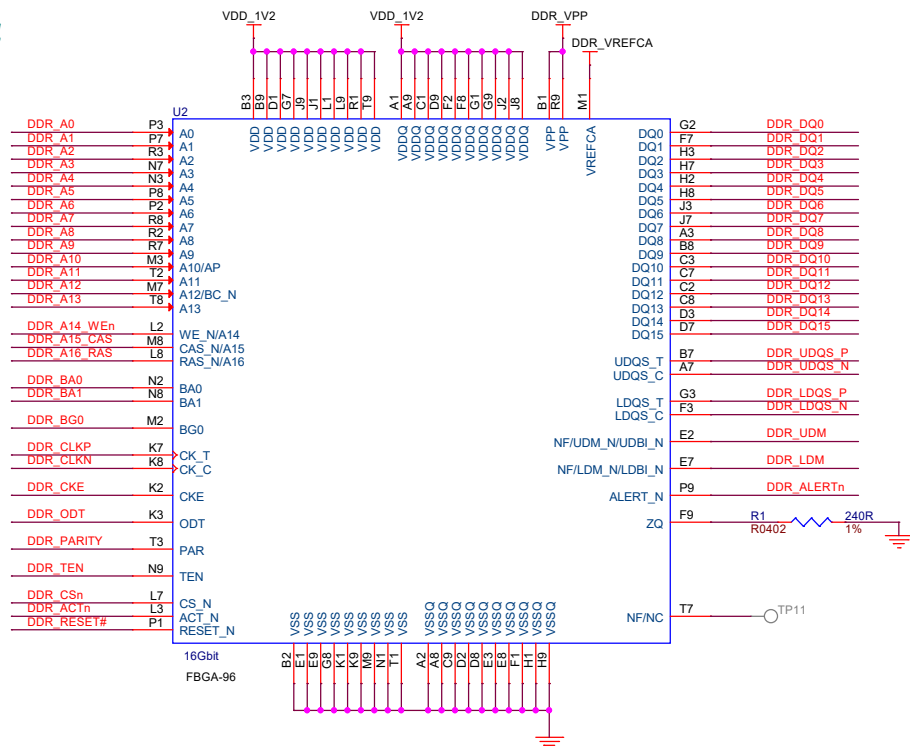 VDD_1V2 VDD_1V2 DDR_VPP
DDR_VREFCA
B3 B9 D1 G7 J9 J1 L1 L9 R1 T9 A1 A9 C1 D9 F2 F8 G1 G9 J2 J8 B1 R9 M1
U2
VDD VDD VDD VDD VDD VDD VDD VDD VDD VDD VDDQ VDDQ VDDQ VDDQ VDDQ VDDQ VDDQ VDDQ VDDQ VDDQ VPP VPP VREFCA
DDR_A0 P3 A0 DQ0 G2 DDR_DQ0
DDR_A1 P7 A1 DQ1 F7 DDR_DQ1
DDR_A2 R3 A2 DQ2 H3 DDR_DQ2
DDR_A3 N7 A3 DQ3 H7 DDR_DQ3
DDR_A4 N3 A4 DQ4 H2 DDR_DQ4
DDR_A5 P8 A5 DQ5 H8 DDR_DQ5
DDR_A6 P2 A6 DQ6 J3 DDR_DQ6
DDR_A7 R8 A7 DQ7 J7 DDR_DQ7
DDR_A8 R2 A8 DQ8 A3 DDR_DQ8
DDR_A9 R7 A9 DQ9 B8 DDR_DQ9
DDR_A10 M3 A10/AP DQ10 C3 DDR_DQ10
DDR_A11 T2 A11 DQ11 C7 DDR_DQ11
DDR_A12 M7 A12/BC_N DQ12 C2 DDR_DQ12
DDR_A13 T8 A13 DQ13 C8 DDR_DQ13
DQ14 D3 DDR_DQ14
DDR_A14_WEn L2 WE_N/A14 DQ15 D7 DDR_DQ15
DDR_A15_CAS M8 CAS_N/A15
DDR_A16_RAS L8 RAS_N/A16 UDQS_T B7 DDR_UDQS_P
UDQS_C A7 DDR_UDQS_N
DDR_BA0 N2 BA0
DDR_BA1 N8 BA1 LDQS_T G3 DDR_LDQS_P
LDQS_C F3 DDR_LDQS_N
DDR_BG0 M2 BG0
NF/UDM_N/UDBI_N E2 DDR_UDM
DDR_CLKP K7 CK_T
DDR_CLKN K8 CK_C NF/LDM_N/LDBI_N E7 DDR_LDM
DDR_CKE K2 CKE ALERT_N P9 DDR_ALERTn
DDR_ODT K3 ODT ZQ F9 R1 240R
R0402 1%
DDR_PARITY T3 PAR
DDR_TEN N9 TEN
DDR_CSn L7 CS_N
DDR_ACTn L3 ACT_N NF/NC T7 TP11
DDR_RESET# P1 RESET_N
VSS VSS VSS VSS VSS VSS VSS VSS VSS VSSQ VSSQ VSSQ VSSQ VSSQ VSSQ VSSQ VSSQ VSSQ VSSQ
16Gbit
FBGA-96
B2 E1 E9 G8 K1 K9 M9 N1 T1 A2 A8 C9 D2 D8 E3 E8 F1 H1 H9